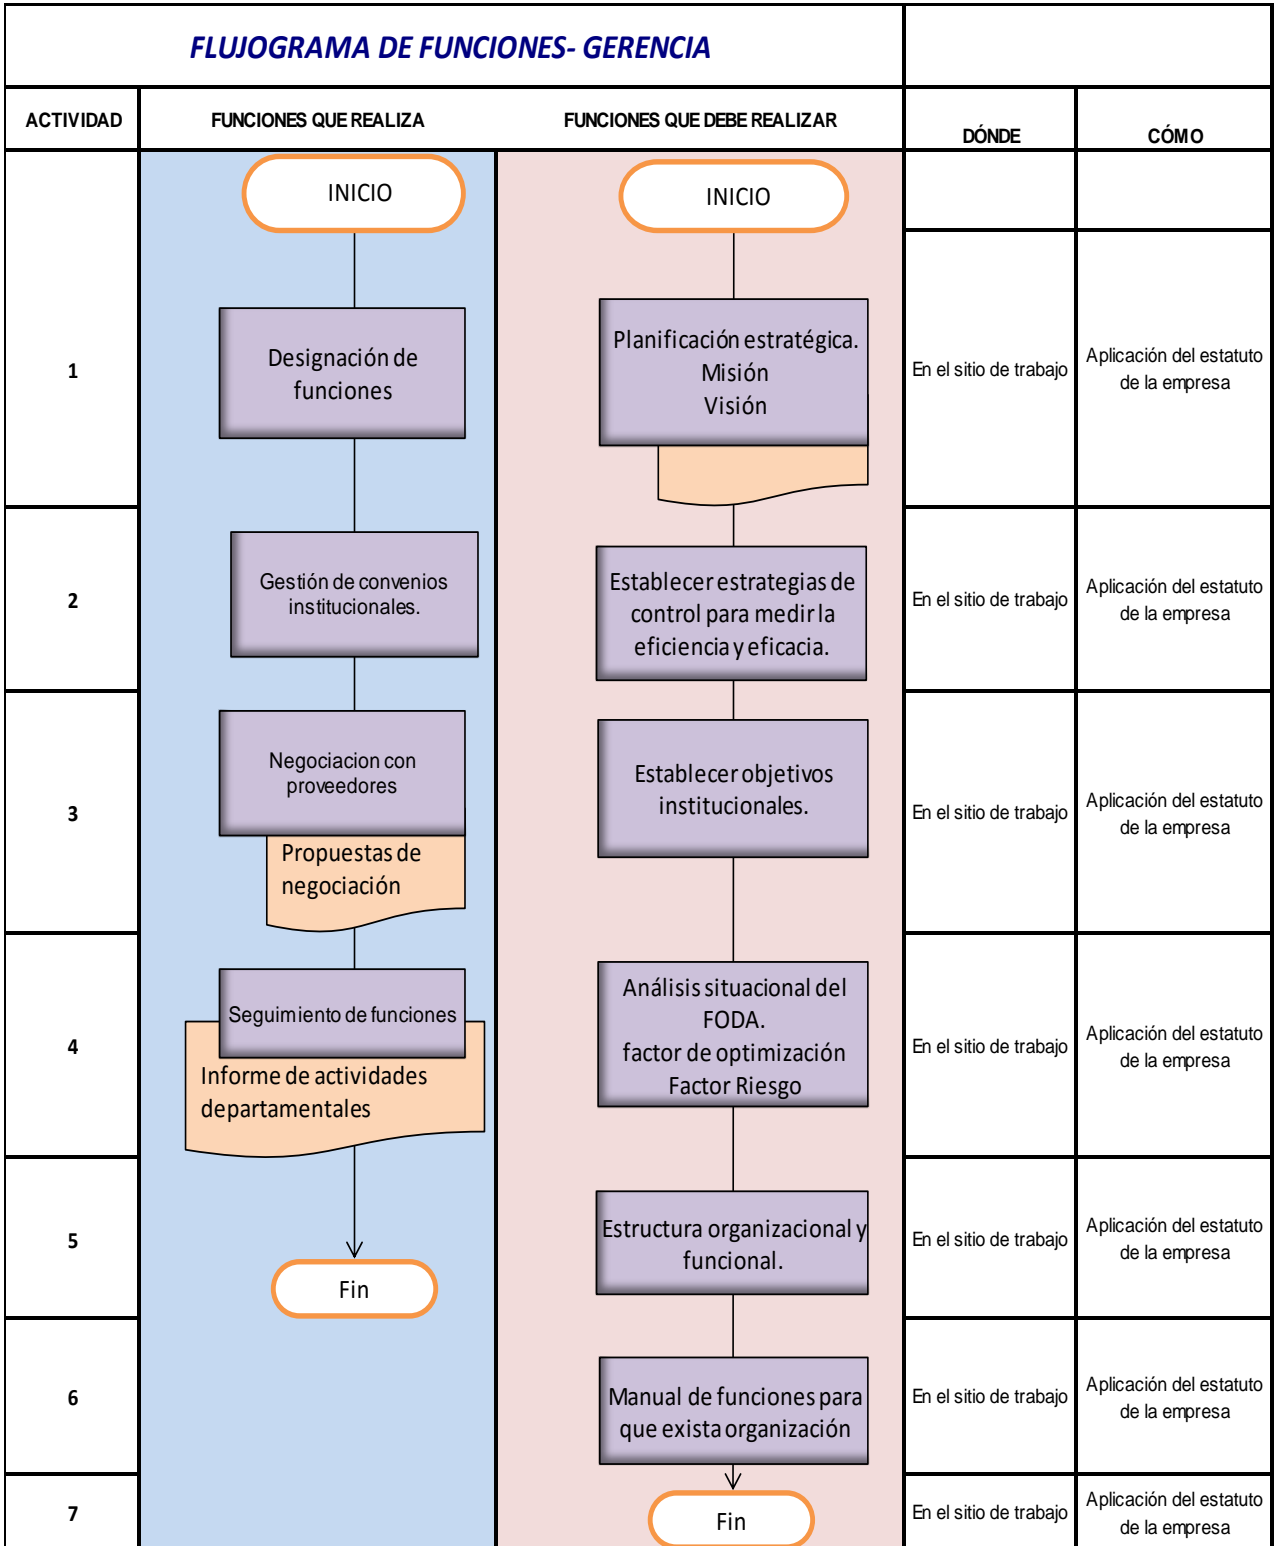 FLUJOGRAMA DE FUNCIONES- GERENCIA
ACTIVIDAD
FUNCIONES QUE REALIZA
FUNCIONES QUE DEBE REALIZAR
DÓNDE
CÓMO
INICIO
INICIO
1
Designación de
funciones
Planificación estratégica.
Misión
Visión
En el sitio de trabajo
Aplicación del estatuto
de la empresa
2
Gestión de convenios
institucionales.
Establecer estrategias de
control para medir la
eficiencia y eficacia.
En el sitio de trabajo
Aplicación del estatuto
de la empresa
3
Negociacion con
proveedores
Propuestas de
negociación
Establecer objetivos
institucionales.
En el sitio de trabajo
Aplicación del estatuto
de la empresa
4
Seguimiento de funciones
Informe de actividades
departamentales
Análisis situacional del
FODA.
factor de optimización
Factor Riesgo
En el sitio de trabajo
Aplicación del estatuto
de la empresa
5
Fin
Estructura organizacional y
funcional.
En el sitio de trabajo
Aplicación del estatuto
de la empresa
6
Manual de funciones para
que exista organización
En el sitio de trabajo
Aplicación del estatuto
de la empresa
7
Fin
En el sitio de trabajo
Aplicación del estatuto
de la empresa